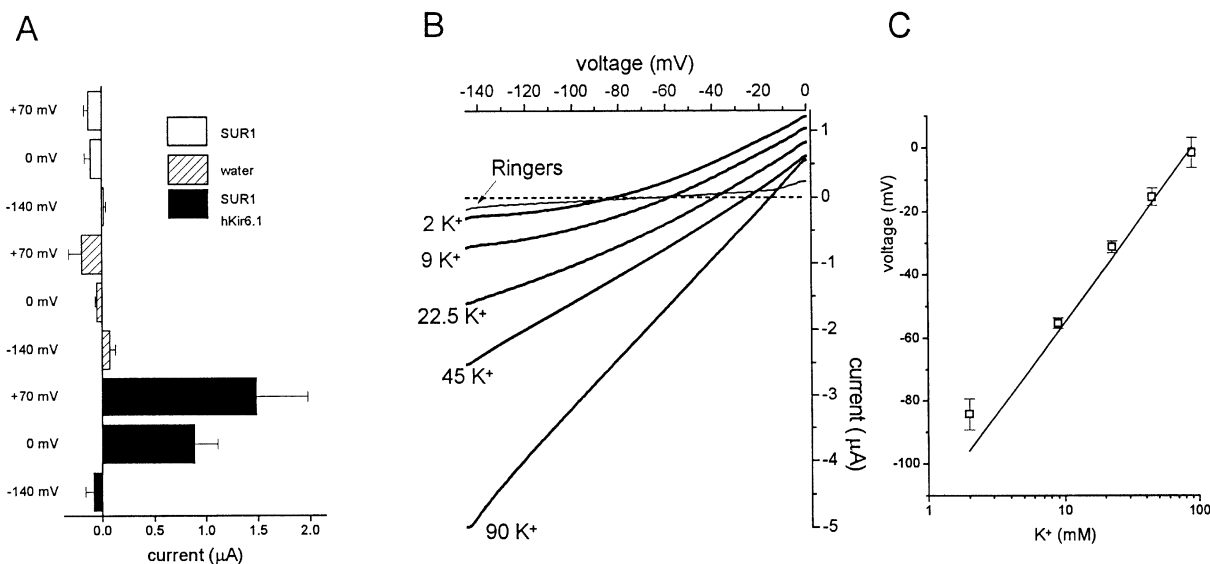 A
+70 mV
0 mV
-140 mV
+70 mV
0 mV
-140 mV
+70 mV
0 mV
-140 mV
SUR1
water
SUR1
hKir6.1
0.0 0.5 1.0 1.5 2.0
current (μA)
B
voltage (mV)
-140 -120 -100 -80 -60 -40 -20 0
Ringers
2 K+
9 K+
22.5 K+
45 K+
90 K+
1
0
-1
-2
-3
-4
-5
current (μA)
C
voltage (mV)
0
-20
-40
-60
-80
-100
1 10 100
K+ (mM)